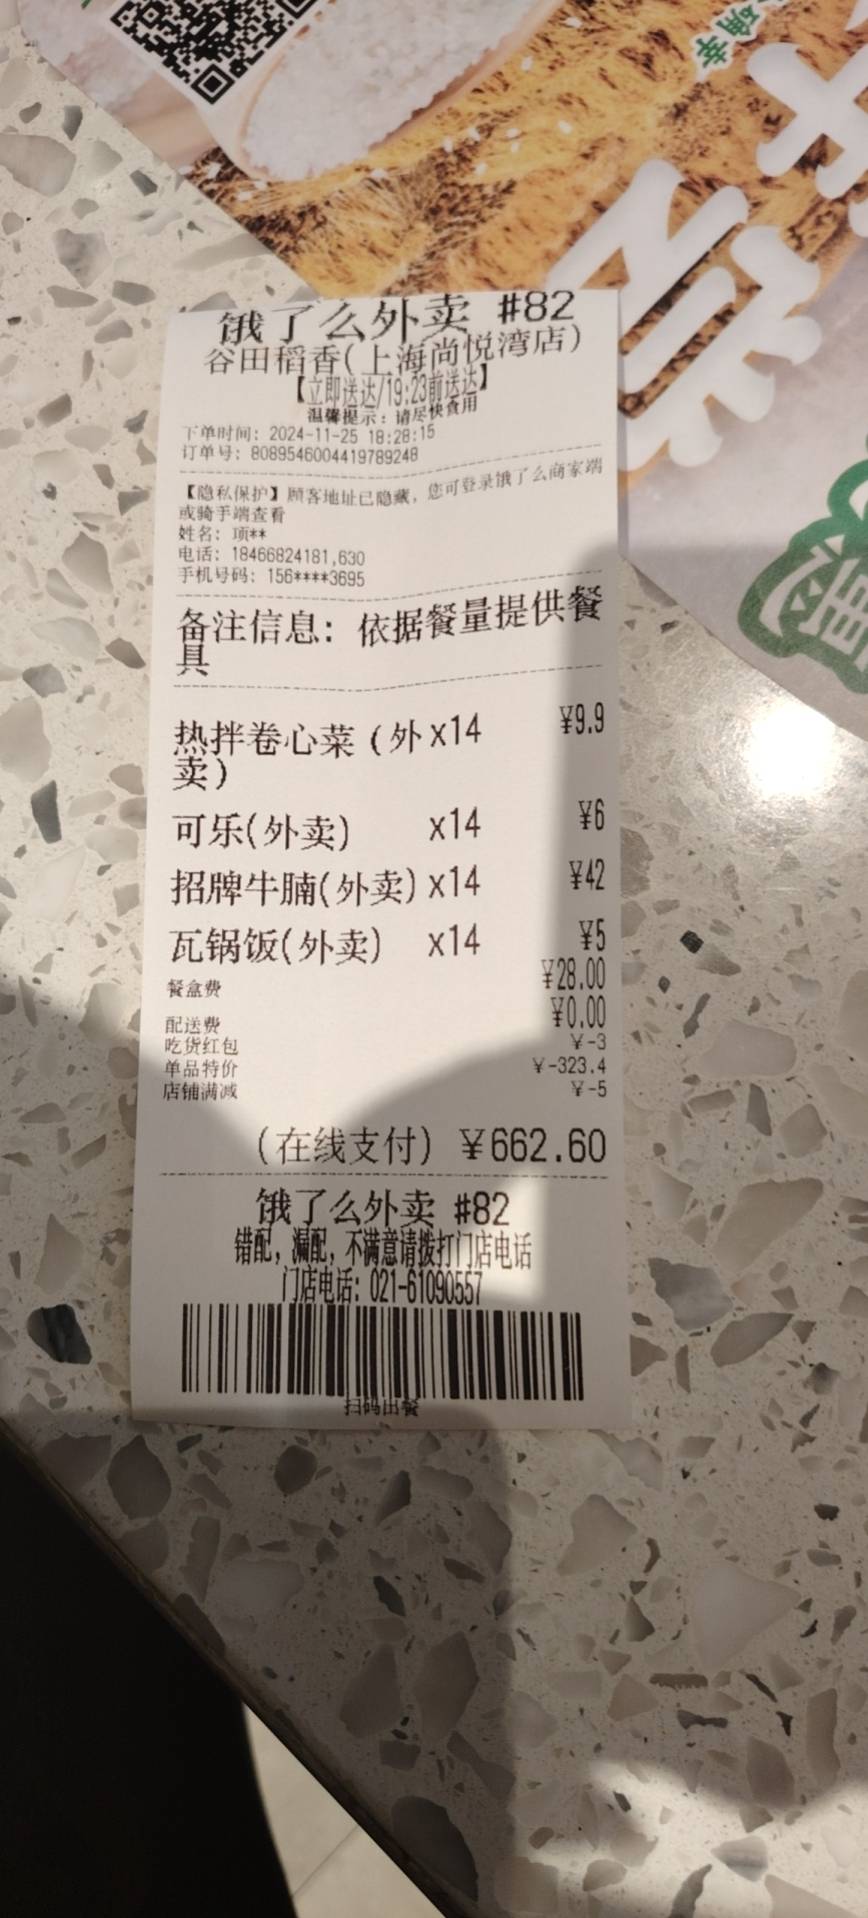 饿了么外卖 #82
谷田稻香(上海尚悦湾店)
【立即送达/19:23前送达】
温馨提示：请尽快食用
下单时间: 2024-11-25 18:28:15
订单号: 8089546004419789248
【隐私保护】顾客地址已隐藏, 您可登录饿了么商家端
或骑手端查看
姓名: 项**
电话: 18466824181,630
手机号码: 156****3695
备注信息: 依据餐量提供餐
具
热拌卷心菜 (外 x14 ¥9.9
卖)
可乐(外卖) x14 ¥6
招牌牛腩(外卖) x14 ¥42
瓦锅饭(外卖) x14 ¥5
餐盒费 ¥28.00
配送费 ¥0.00
吃货红包 ¥-3
单品特价 ¥-323.4
店铺满减 ¥-5
(在线支付) ¥662.60
饿了么外卖 #82
错配, 漏配, 不满意请拨打门店电话
门店电话: 021-61090557
扫码出餐